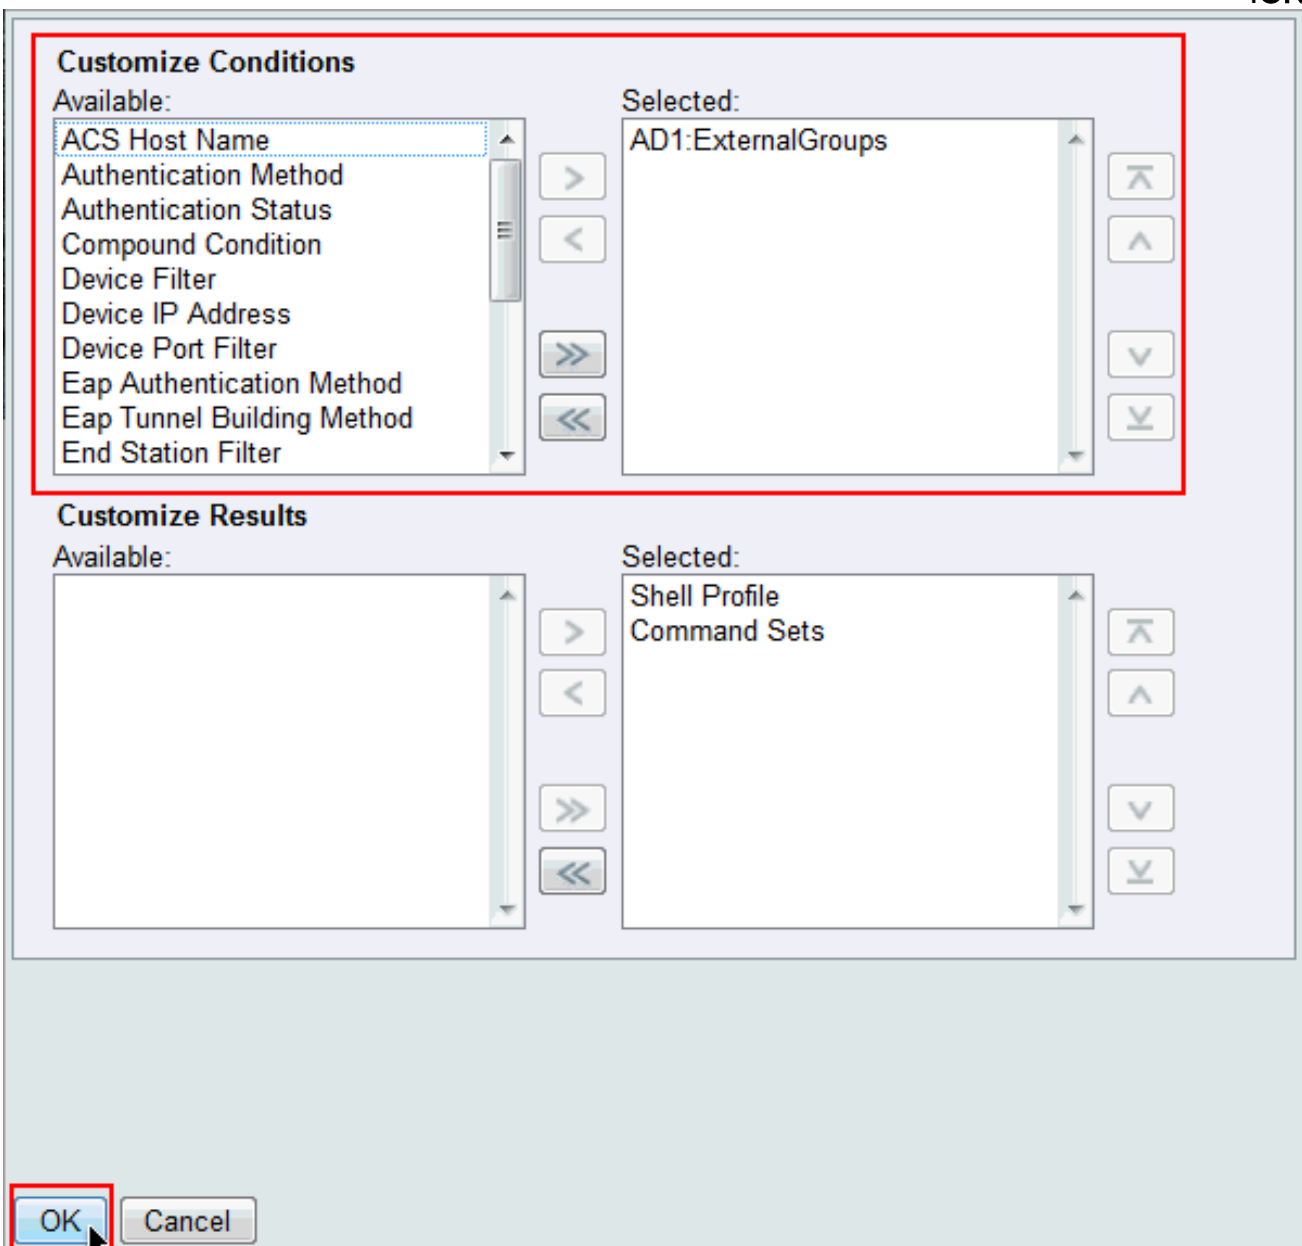 Customize Conditions
Available:
Selected:
ACS Host Name
Authentication Method
Authentication Status
Compound Condition
Device Filter
Device IP Address
Device Port Filter
Eap Authentication Method
Eap Tunnel Building Method
End Station Filter
AD1:ExternalGroups
Customize Results
Available:
Selected:
Shell Profile
Command Sets
OK
Cancel